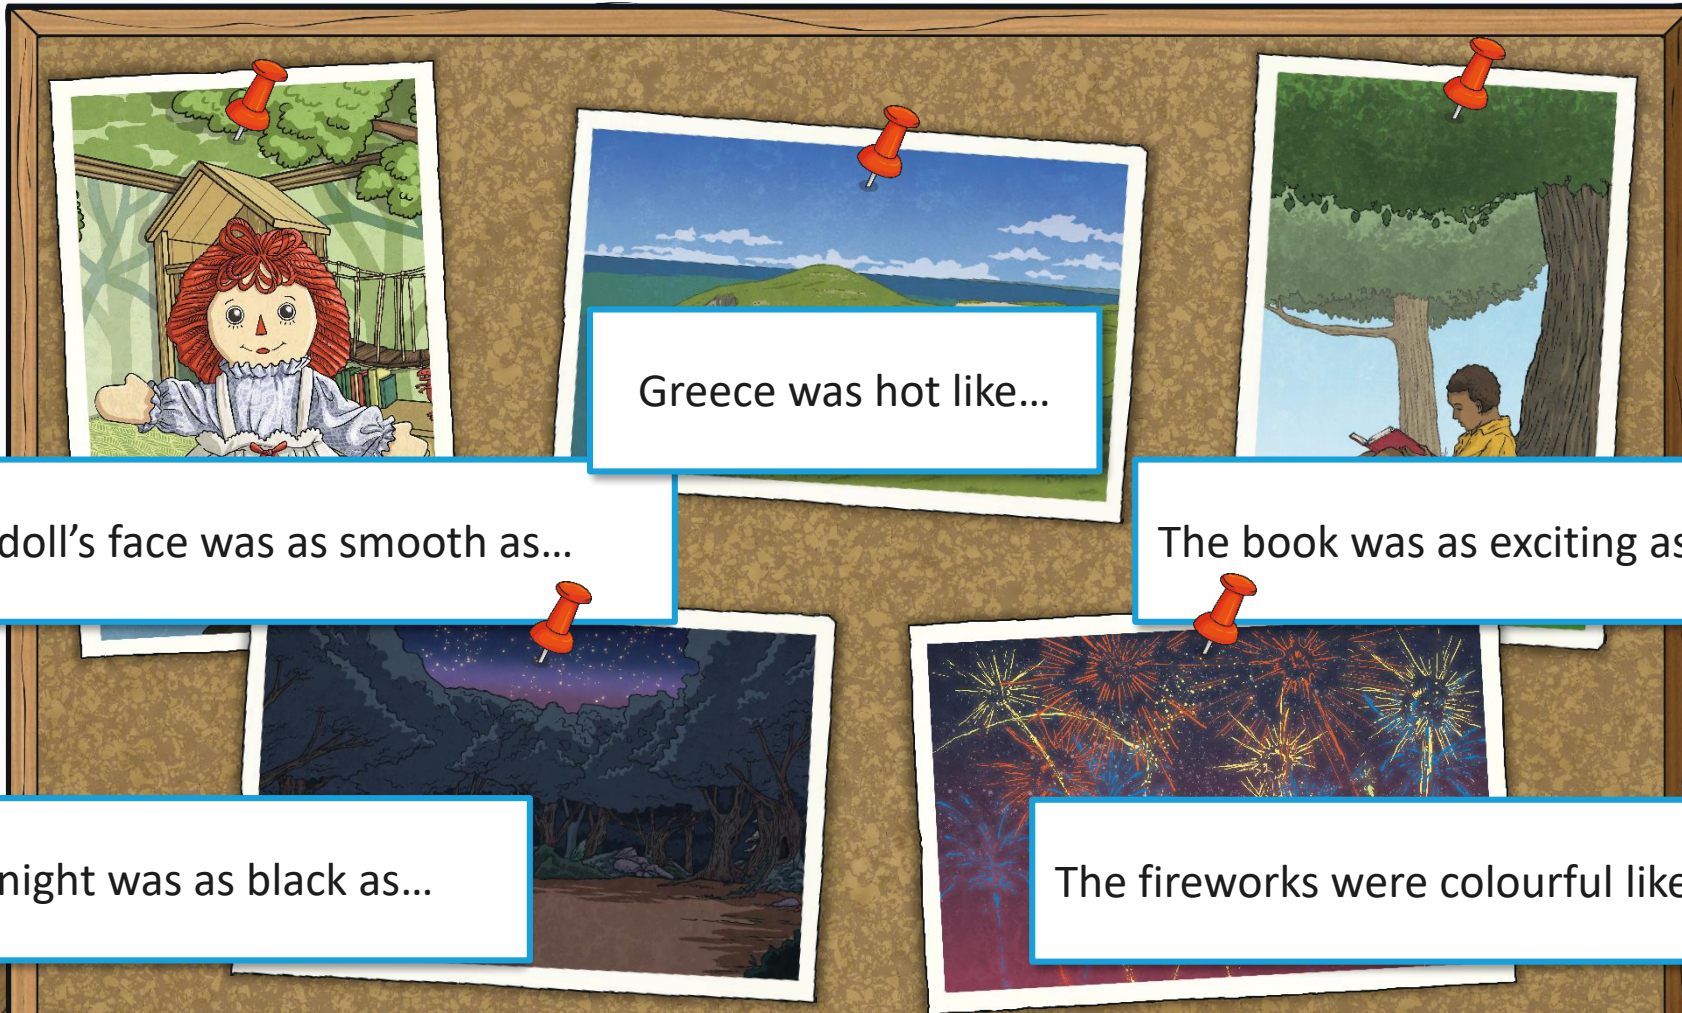 Greece was hot like…
doll’s face was as smooth as…
The book was as exciting as
night was as black as…
The fireworks were colourful like